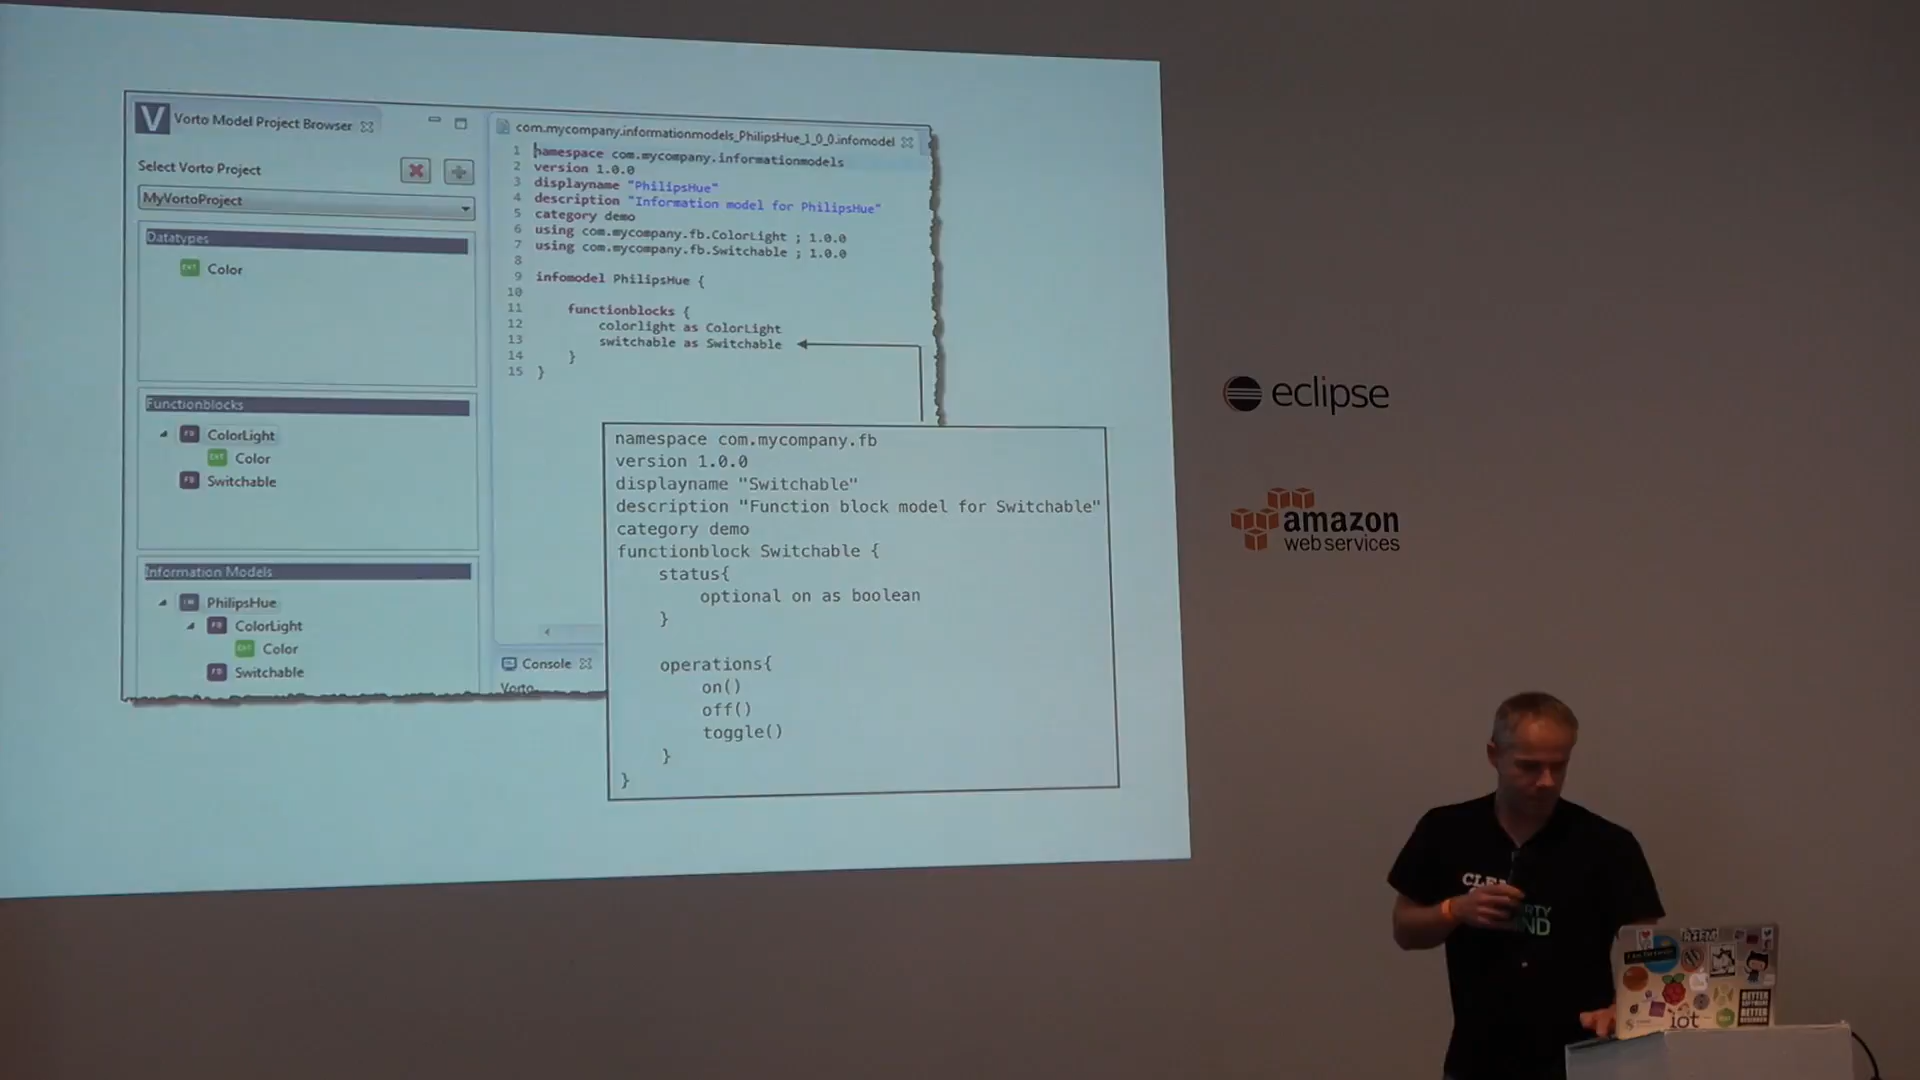 Vorto Model Project Browser
Select Vorto Project
MyVortoProject
Datatypes
Color
Functionblocks
ColorLight
Color
Switchable
Information Models
PhilipsHue
ColorLight
Color
Switchable
com.mycompany.informationmodels_PhilipsHue_1_0_0.infomodel
1 namespace com.mycompany.informationmodels
2 version 1.0.0
3 displayname "PhilipsHue"
4 description "Information model for PhilipsHue"
5 category demo
6 using com.mycompany.fb.ColorLight ; 1.0.0
7 using com.mycompany.fb.Switchable ; 1.0.0
8
9 infomodel PhilipsHue {
10
11 functionblocks {
12 colorlight as ColorLight
13 switchable as Switchable
14 }
15 }
Console
Vorto
namespace com.mycompany.fb
version 1.0.0
displayname "Switchable"
description "Function block model for Switchable"
category demo
functionblock Switchable {
status{
optional on as boolean
}
operations{
on()
off()
toggle()
}
}
eclipse
amazon
web services
iot
BETTER
SOFTWARE
BETTER
RESEARCH